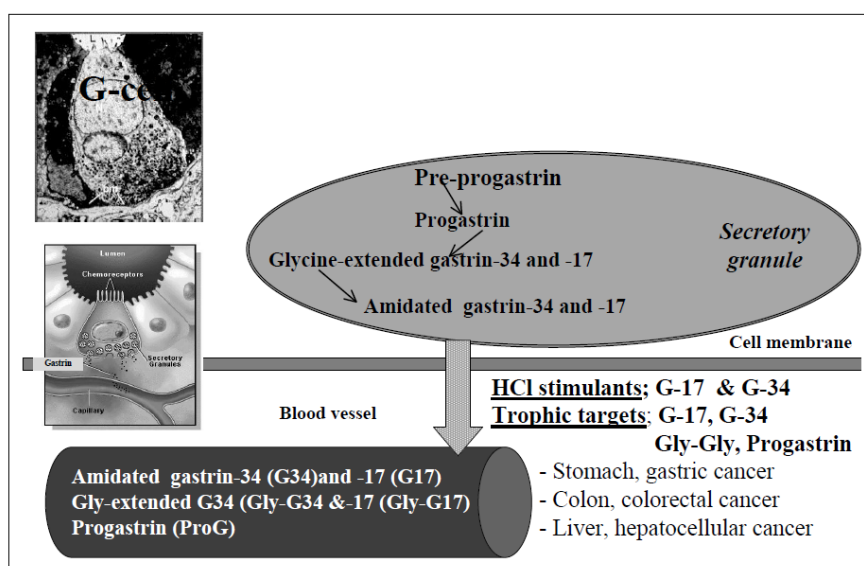 G-ce
Pre-progastrin
Progastrin
Glycine-extended gastrin-34 and -17
Amidated gastrin-34 and -17
Secretory
granule
Lumen
Chemoreceptors
Gastrin
Secretory
Granules
Capillary
Cell membrane
Blood vessel
HCl stimulants; G-17 & G-34
Trophic targets; G-17, G-34
Gly-Gly, Progastrin
- Stomach, gastric cancer
- Colon, colorectal cancer
- Liver, hepatocellular cancer
Amidated gastrin-34 (G34)and -17 (G17)
Gly-extended G34 (Gly-G34 &-17 (Gly-G17)
Progastrin (ProG)